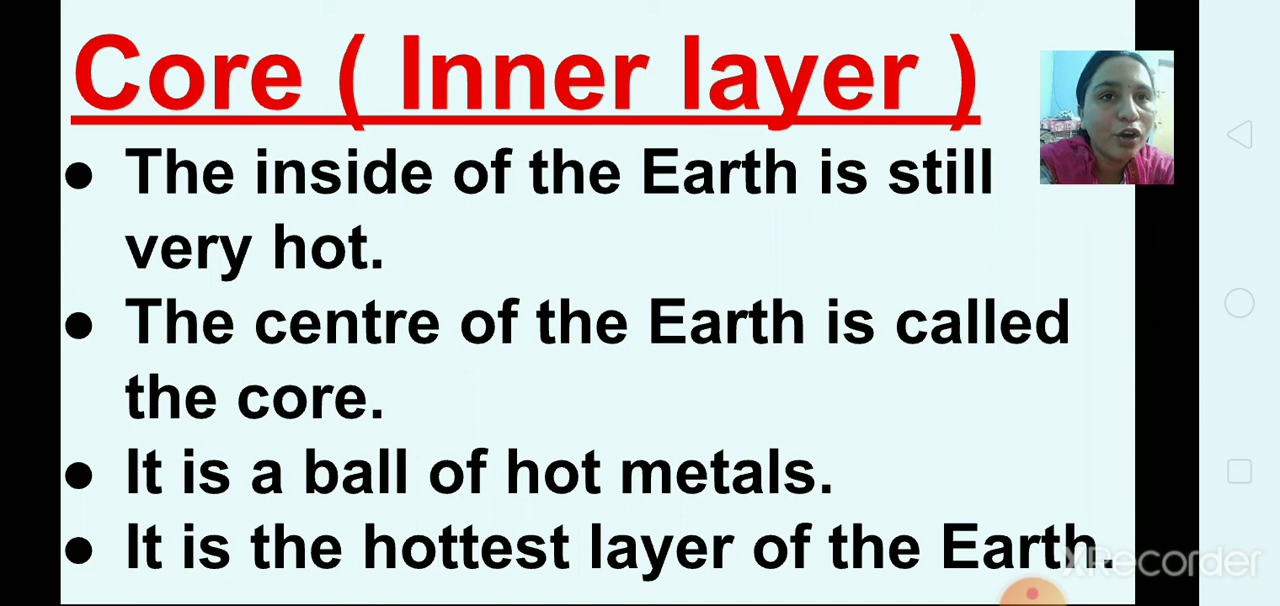 Core ( Inner layer )
● The inside of the Earth is still
very hot.
● The centre of the Earth is called
the core.
● It is a ball of hot metals.
● It is the hottest layer of the Earth.
XRecorder